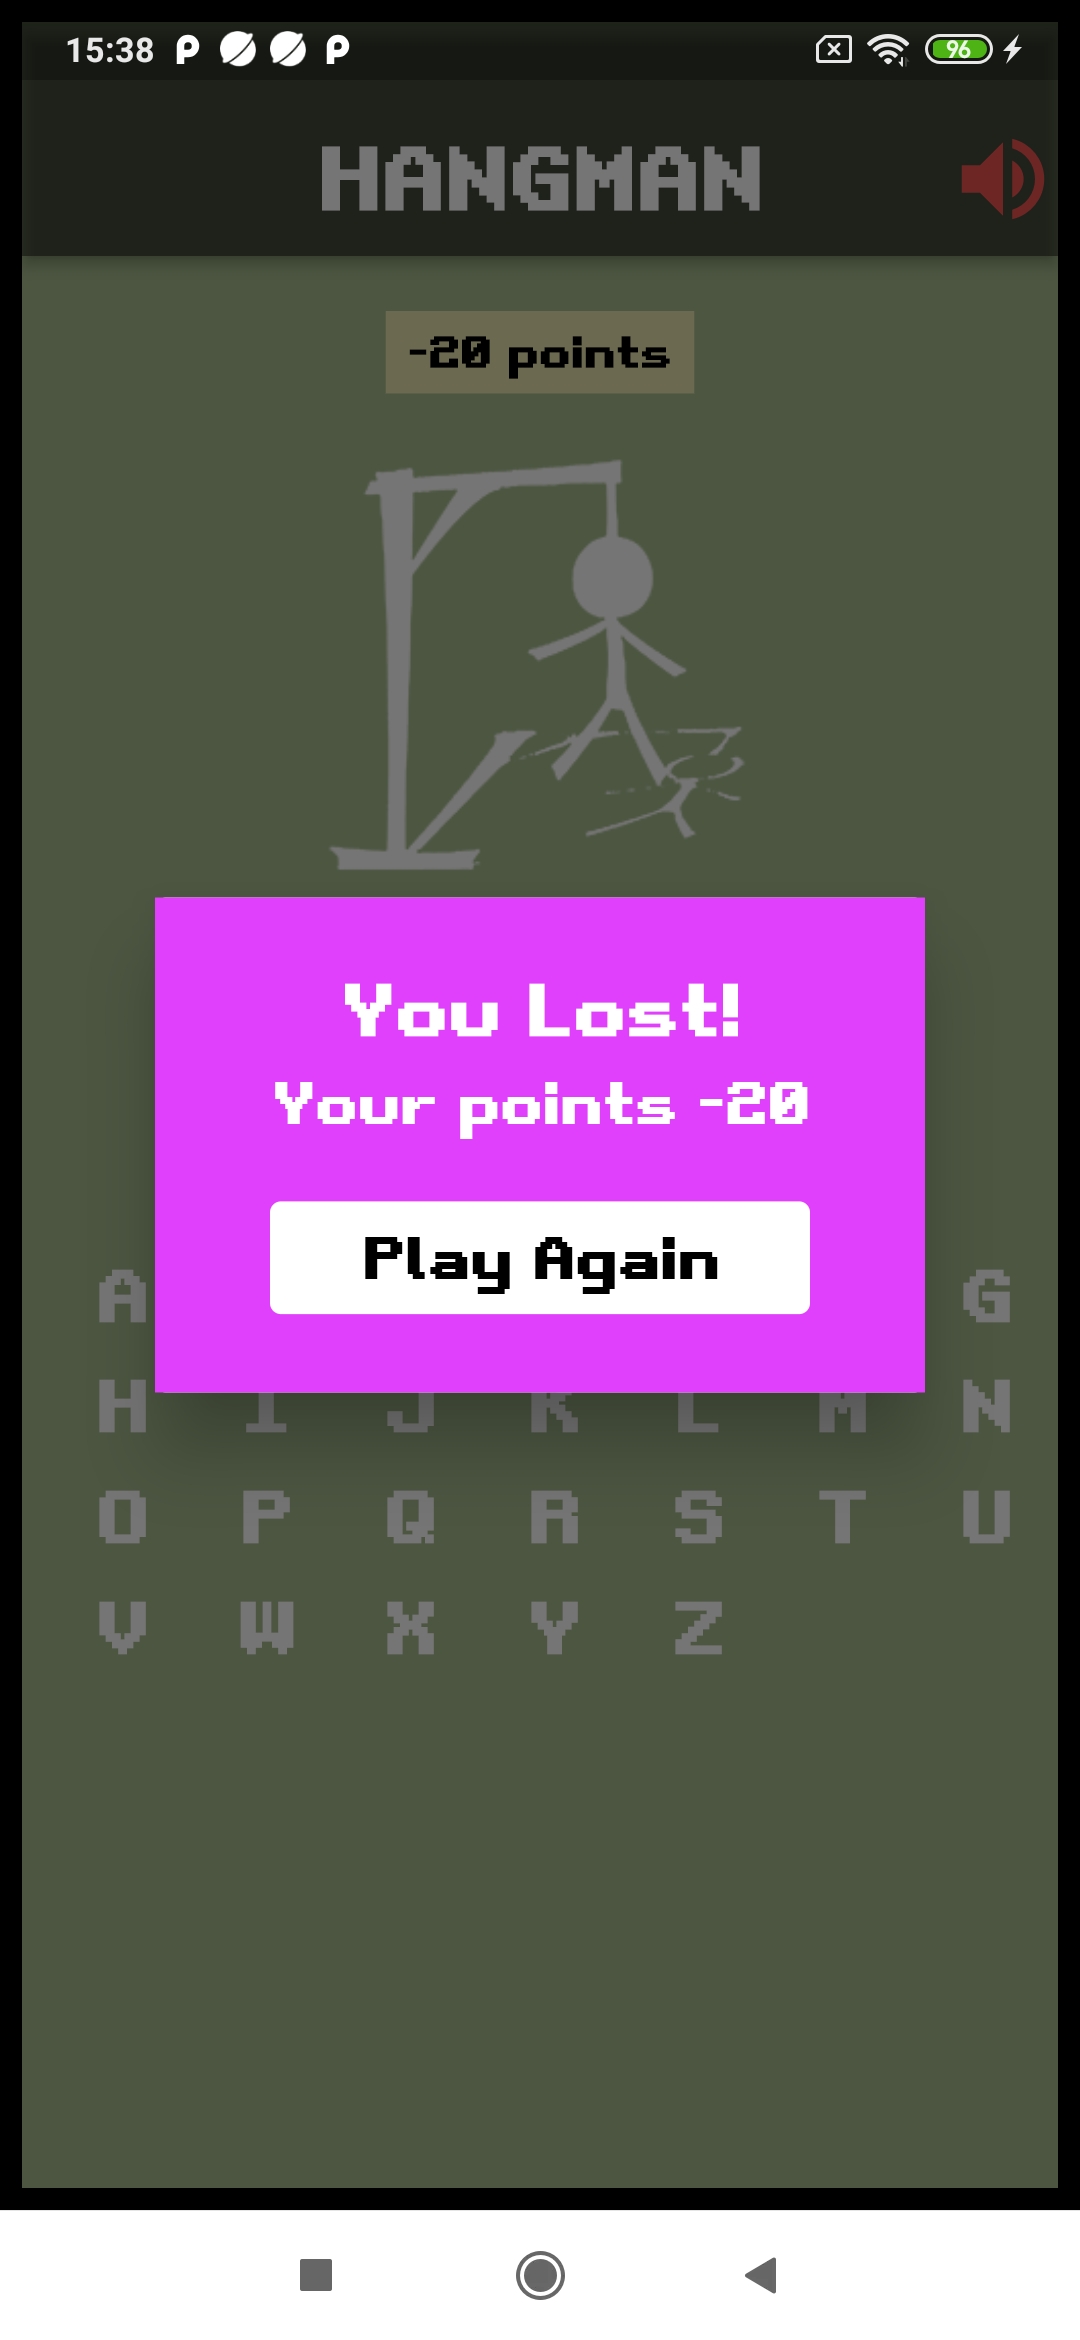 15:38
96
HANGMAN
-20 points
You Lost!
Your points -20
Play Again
A G
H I J K L M N
O P Q R S T U
V W X Y Z